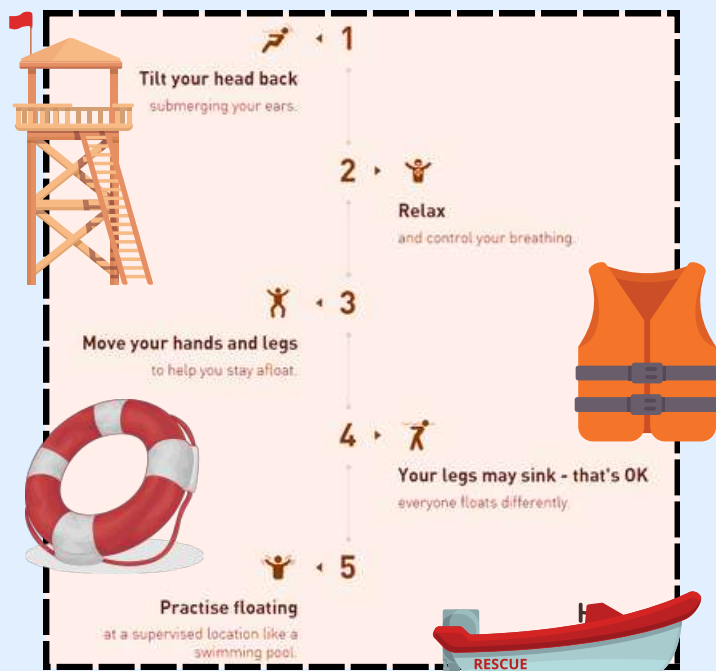 1
Tilt your head back
submerging your ears.
2
Relax
and control your breathing.
3
Move your hands and legs
to help you stay afloat.
4
Your legs may sink - that's OK
everyone floats differently.
5
Practise floating
at a supervised location like a
swimming pool.
RESCUE